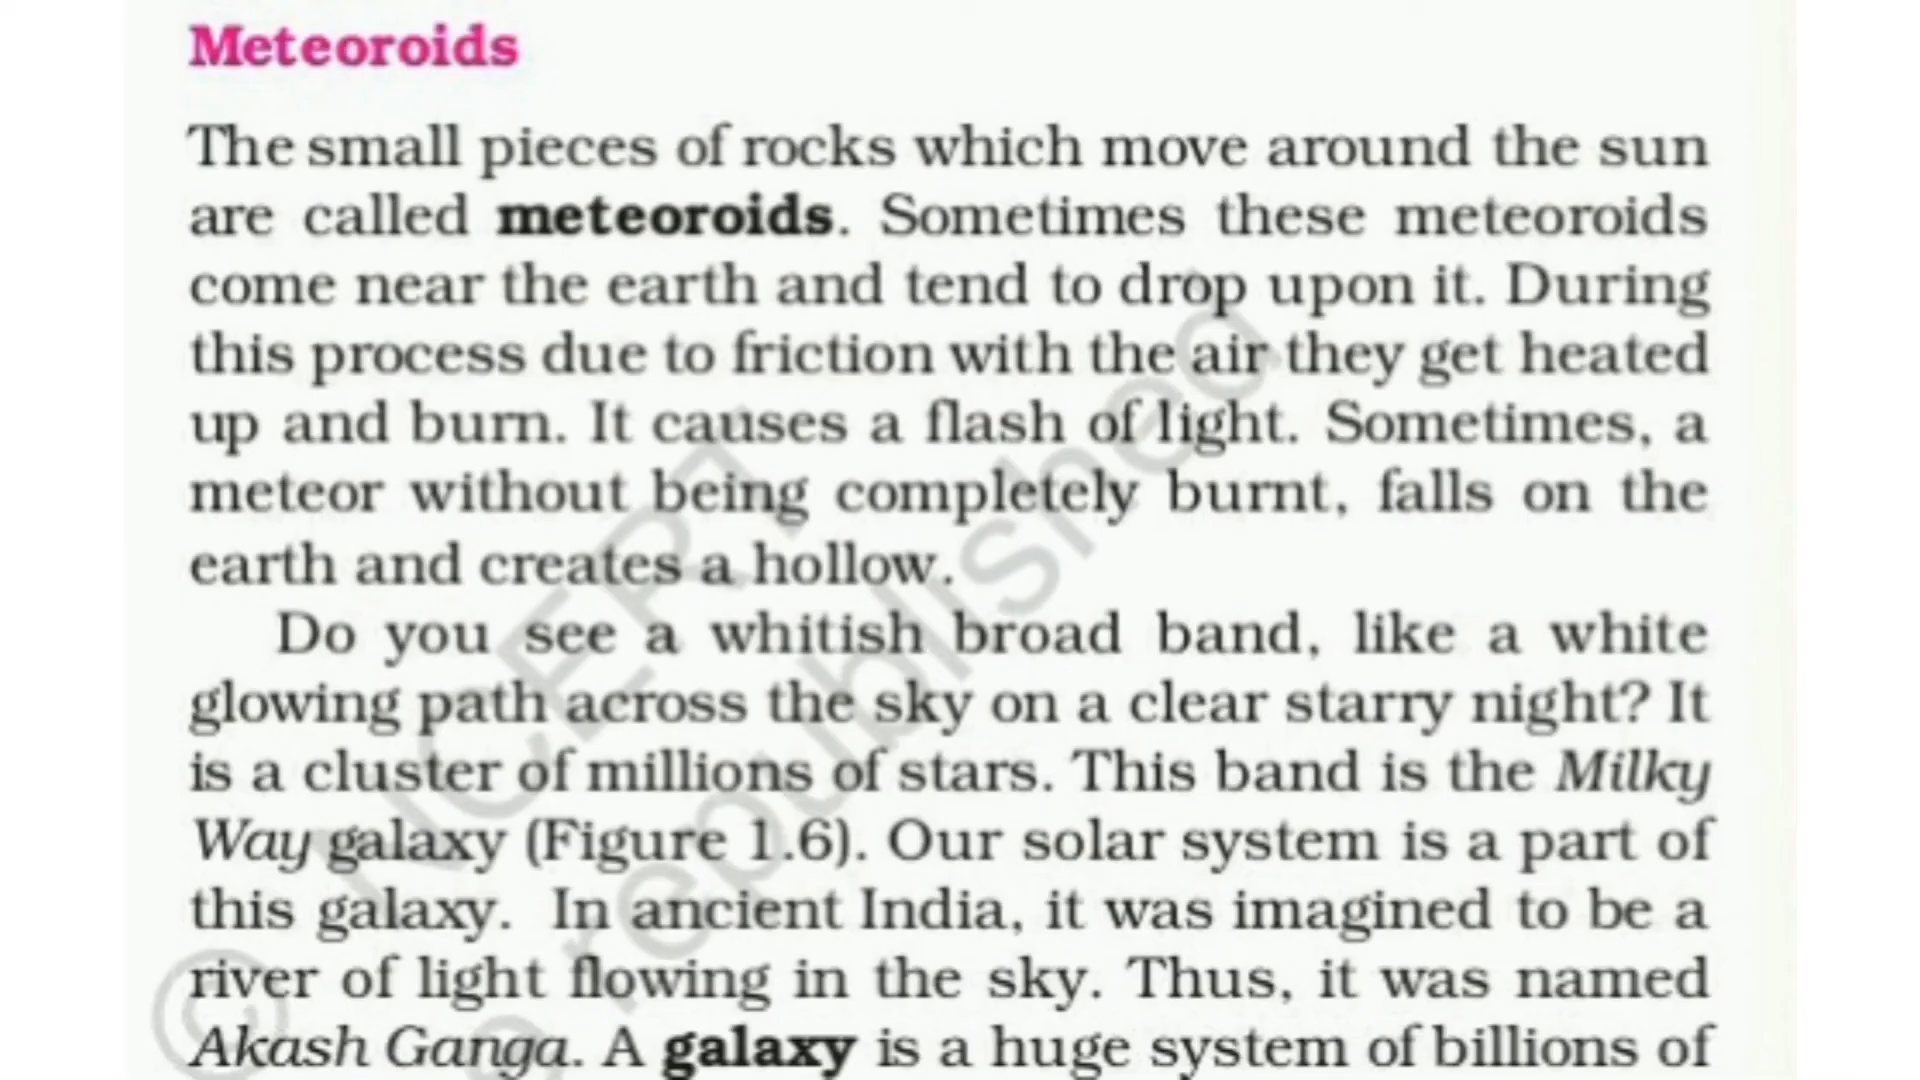 Meteoroids
The small pieces of rocks which move around the sun
are called meteoroids. Sometimes these meteoroids
come near the earth and tend to drop upon it. During
this process due to friction with the air they get heated
up and burn. It causes a flash of light. Sometimes, a
meteor without being completely burnt, falls on the
earth and creates a hollow.
Do you see a whitish broad band, like a white
glowing path across the sky on a clear starry night? It
is a cluster of millions of stars. This band is the Milky
Way galaxy (Figure 1.6). Our solar system is a part of
this galaxy. In ancient India, it was imagined to be a
river of light flowing in the sky. Thus, it was named
Akash Ganga. A galaxy is a huge system of billions of
© NCERT
republished